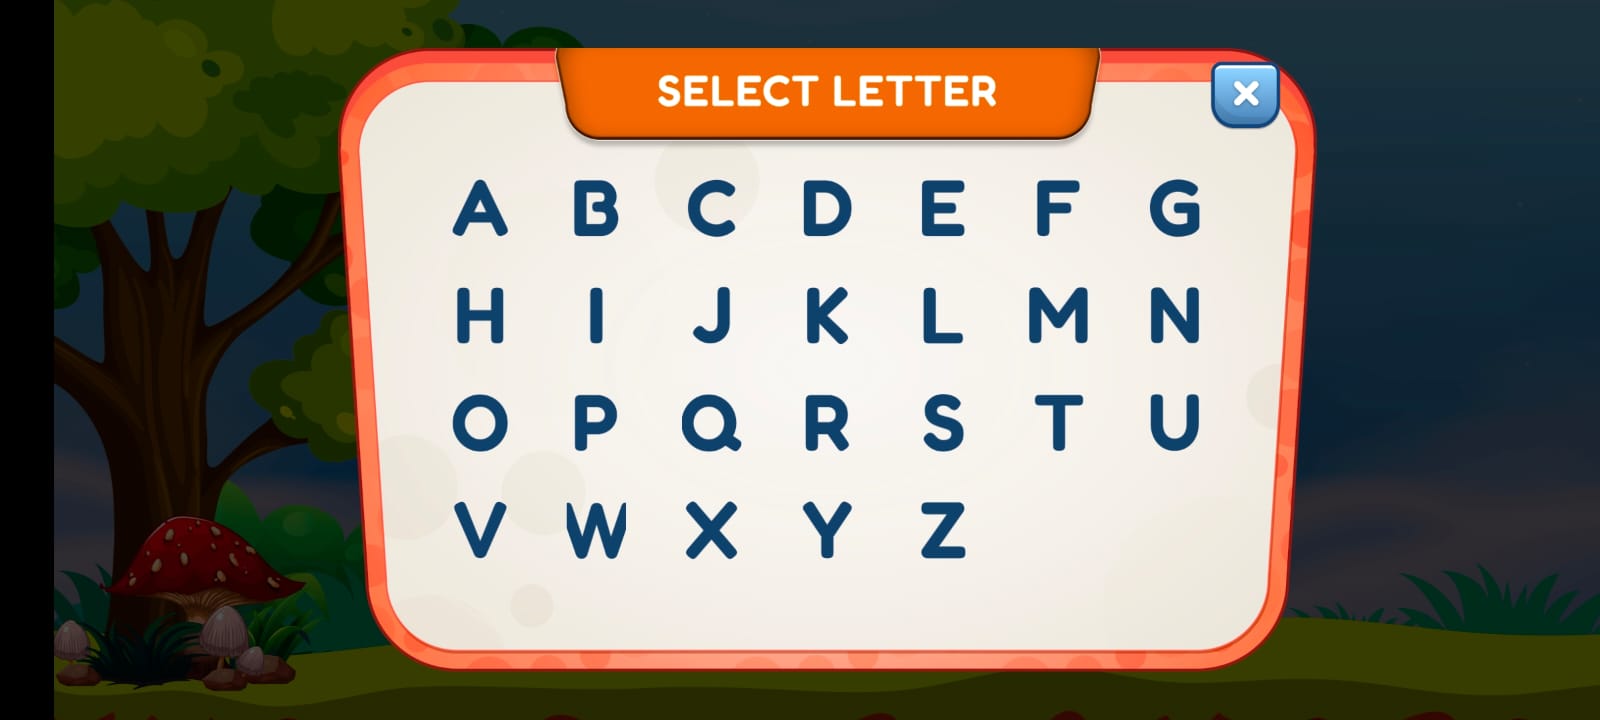 SELECT LETTER
A B C D E F G
H I J K L M N
O P Q R S T U
V W X Y Z